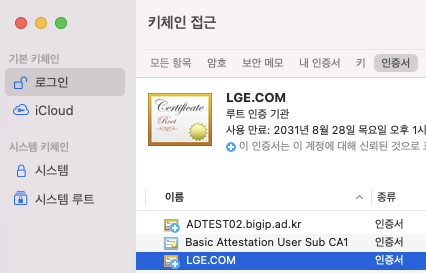 키체인 접근
기본 키체인
로그인
iCloud
시스템 키체인
시스템
시스템 루트
모든 항목 암호 보안 메모 내 인증서 키 인증서
Certificate
Root
LGE.COM
루트 인증 기관
사용 만료: 2031년 8월 28일 목요일 오후 1
이 인증서는 이 계정에 대해 신뢰된 것으로
이름 종류
ADTEST02.bigip.ad.kr 인증서
Basic Attestation User Sub CA1 인증서
LGE.COM 인증서